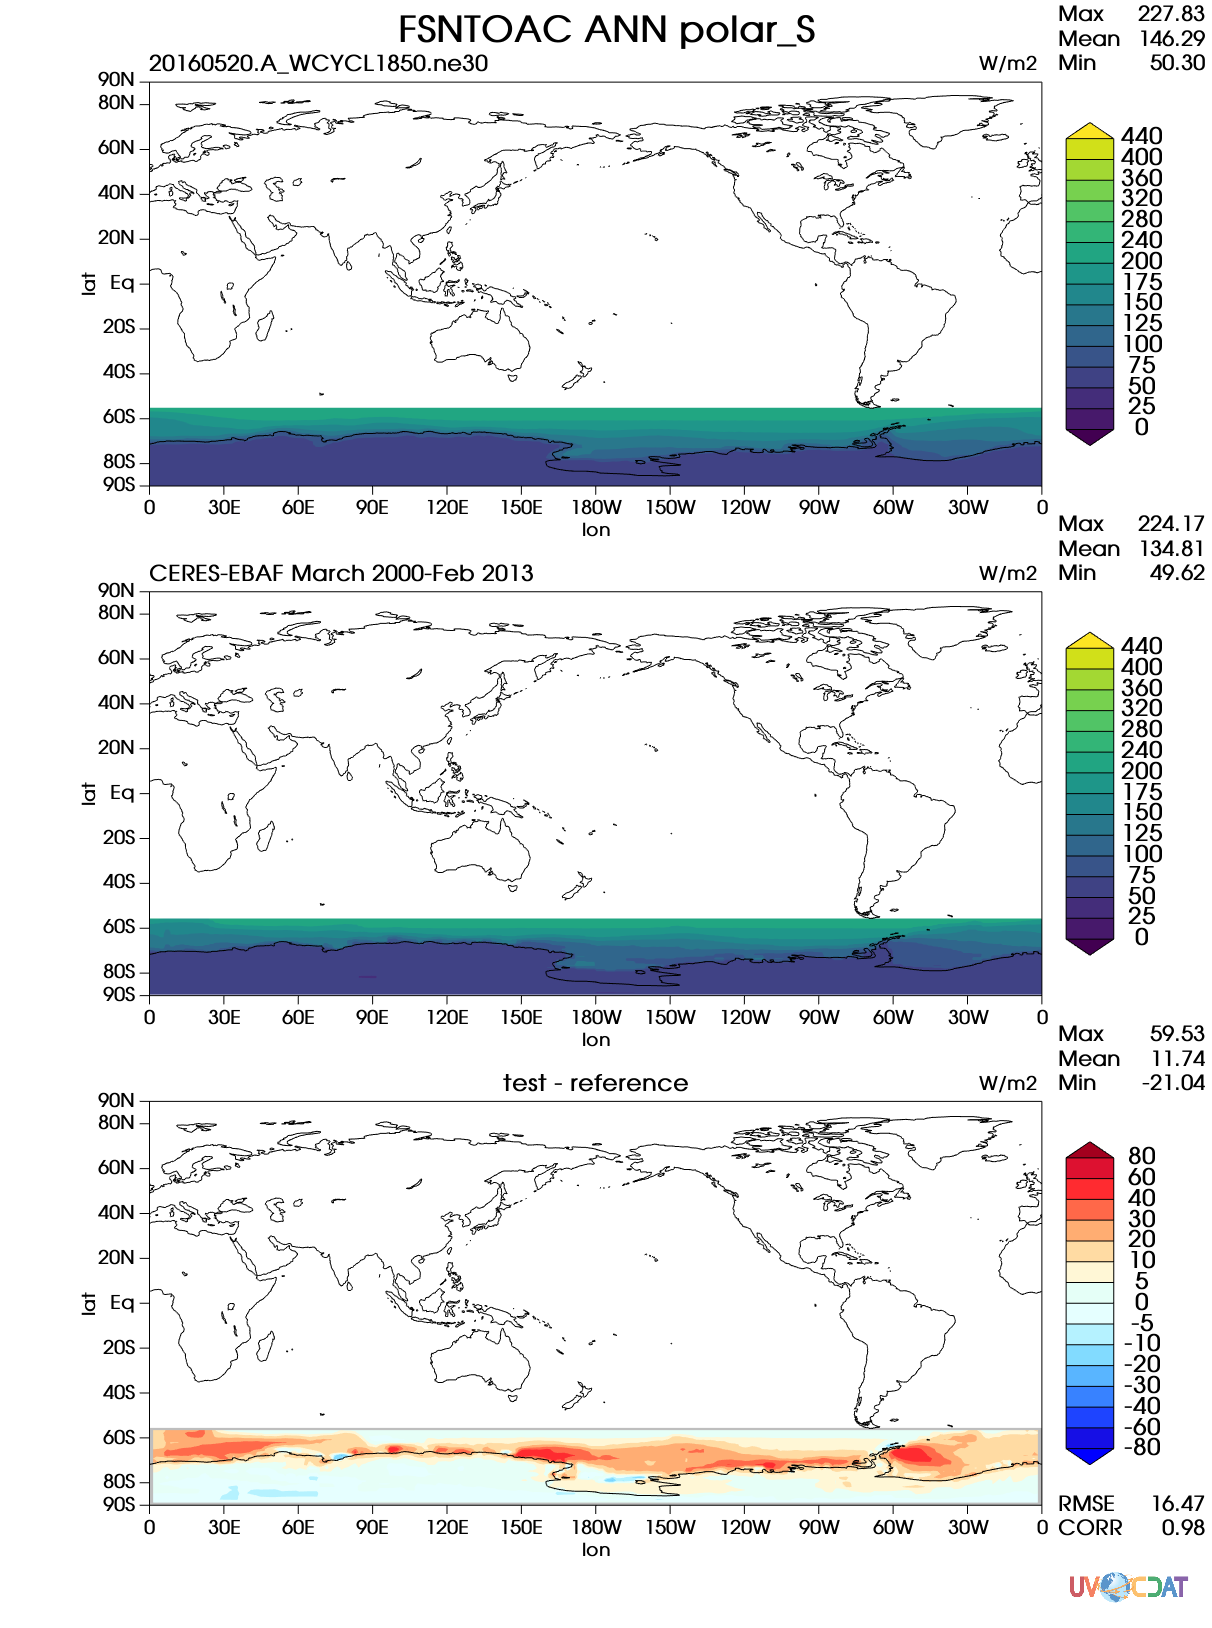 FSNTOAC ANN polar_S
Max 227.83
Mean 146.29
Min 50.30
20160520.A_WCYCL1850.ne30 W/m2
90N
80N
60N
40N
20N
Eq
20S
40S
60S
80S
90S
lat
0 30E 60E 90E 120E 150E 180W 150W 120W 90W 60W 30W 0
lon
440
400
360
320
280
240
200
175
150
125
100
75
50
25
0
Max 224.17
Mean 134.81
Min 49.62
CERES-EBAF March 2000-Feb 2013 W/m2
90N
80N
60N
40N
20N
Eq
20S
40S
60S
80S
90S
lat
0 30E 60E 90E 120E 150E 180W 150W 120W 90W 60W 30W 0
lon
440
400
360
320
280
240
200
175
150
125
100
75
50
25
0
Max 59.53
Mean 11.74
Min -21.04
test - reference W/m2
90N
80N
60N
40N
20N
Eq
20S
40S
60S
80S
90S
lat
0 30E 60E 90E 120E 150E 180W 150W 120W 90W 60W 30W 0
lon
80
60
40
30
20
10
5
0
-5
-10
-20
-30
-40
-60
-80
RMSE 16.47
CORR 0.98
UV CDAT